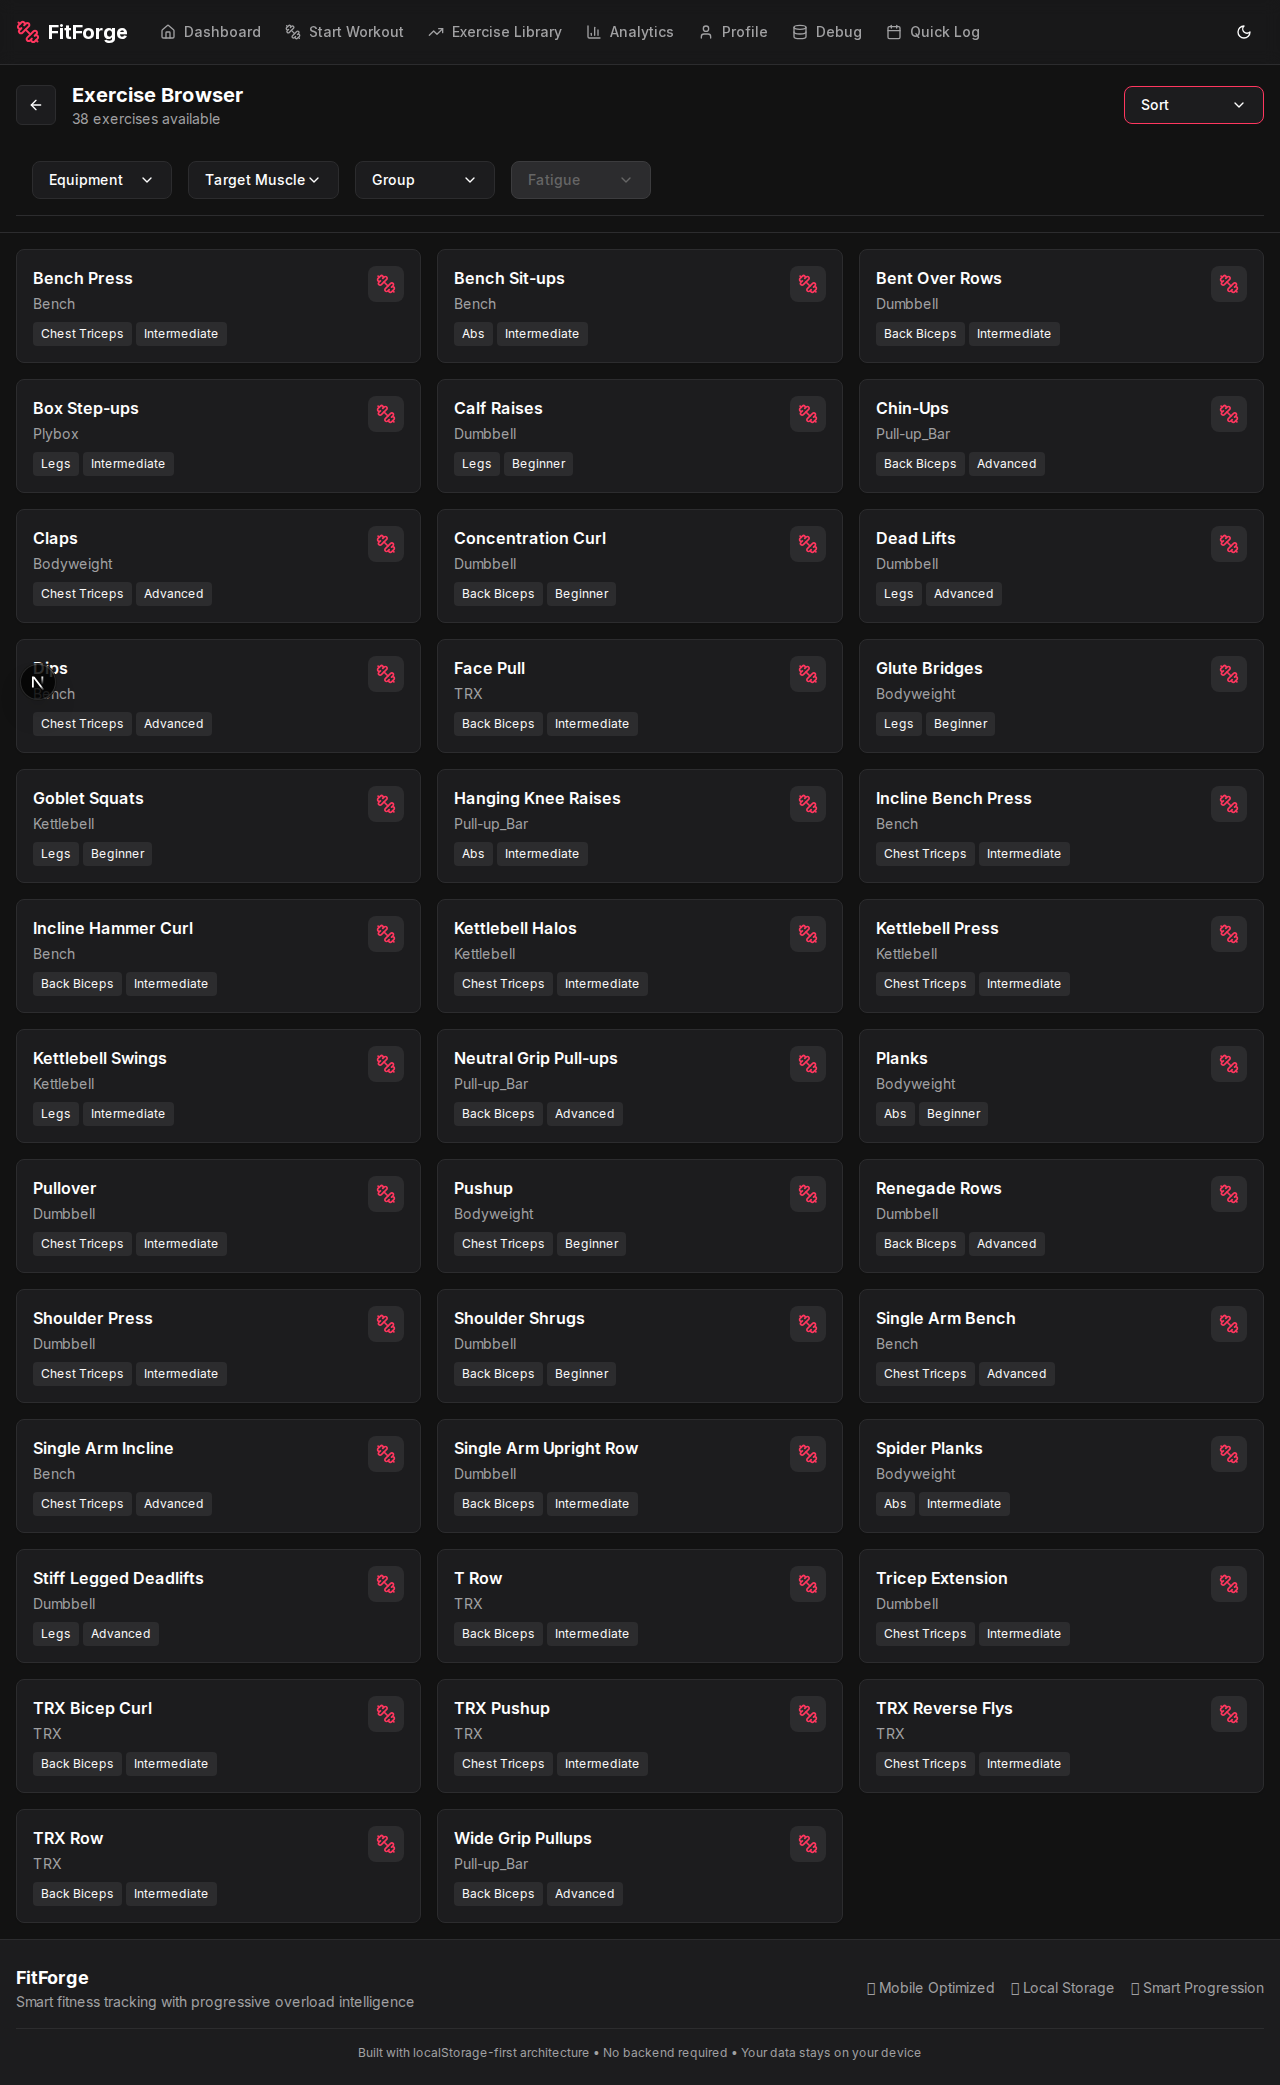 FitForge
Dashboard
Start Workout
Exercise Library
Analytics
Profile
Debug
Quick Log
Exercise Browser
38 exercises available
Sort
Equipment
Target Muscle
Group
Fatigue
Bench Press
Bench
Chest Triceps
Intermediate
Bench Sit-ups
Bench
Abs
Intermediate
Bent Over Rows
Dumbbell
Back Biceps
Intermediate
Box Step-ups
Plybox
Legs
Intermediate
Calf Raises
Dumbbell
Legs
Beginner
Chin-Ups
Pull-up_Bar
Back Biceps
Advanced
Claps
Bodyweight
Chest Triceps
Advanced
Concentration Curl
Dumbbell
Back Biceps
Beginner
Dead Lifts
Dumbbell
Legs
Advanced
Dips
Bench
Chest Triceps
Advanced
Face Pull
TRX
Back Biceps
Intermediate
Glute Bridges
Bodyweight
Legs
Beginner
Goblet Squats
Kettlebell
Legs
Beginner
Hanging Knee Raises
Pull-up_Bar
Abs
Intermediate
Incline Bench Press
Bench
Chest Triceps
Intermediate
Incline Hammer Curl
Bench
Back Biceps
Intermediate
Kettlebell Halos
Kettlebell
Chest Triceps
Intermediate
Kettlebell Press
Kettlebell
Chest Triceps
Intermediate
Kettlebell Swings
Kettlebell
Legs
Intermediate
Neutral Grip Pull-ups
Pull-up_Bar
Back Biceps
Advanced
Planks
Bodyweight
Abs
Beginner
Pullover
Dumbbell
Chest Triceps
Intermediate
Pushup
Bodyweight
Chest Triceps
Beginner
Renegade Rows
Dumbbell
Back Biceps
Advanced
Shoulder Press
Dumbbell
Chest Triceps
Intermediate
Shoulder Shrugs
Dumbbell
Back Biceps
Beginner
Single Arm Bench
Bench
Chest Triceps
Advanced
Single Arm Incline
Bench
Chest Triceps
Advanced
Single Arm Upright Row
Dumbbell
Back Biceps
Intermediate
Spider Planks
Bodyweight
Abs
Intermediate
Stiff Legged Deadlifts
Dumbbell
Legs
Advanced
T Row
TRX
Back Biceps
Intermediate
Tricep Extension
Dumbbell
Chest Triceps
Intermediate
TRX Bicep Curl
TRX
Back Biceps
Intermediate
TRX Pushup
TRX
Chest Triceps
Intermediate
TRX Reverse Flys
TRX
Chest Triceps
Intermediate
TRX Row
TRX
Back Biceps
Intermediate
Wide Grip Pullups
Pull-up_Bar
Back Biceps
Advanced
FitForge
Smart fitness tracking with progressive overload intelligence
Mobile Optimized
Local Storage
Smart Progression
Built with localStorage-first architecture • No backend required • Your data stays on your device